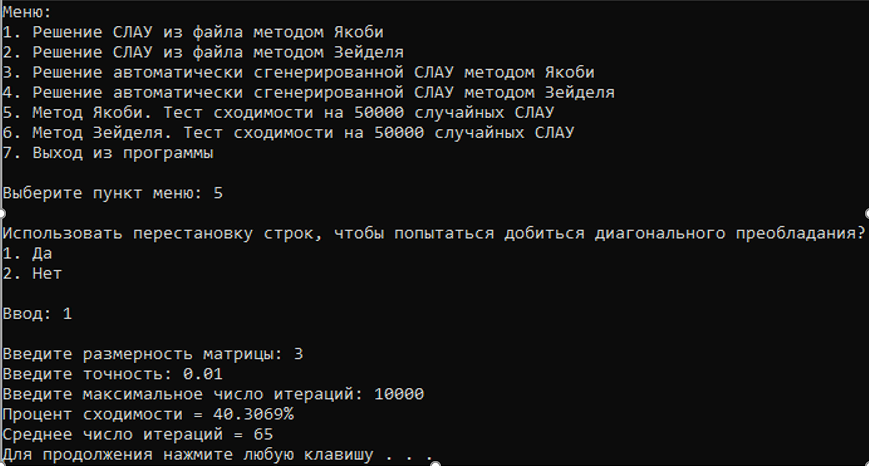 Меню:
1. Решение СЛАУ из файла методом Якоби
2. Решение СЛАУ из файла методом Зейделя
3. Решение автоматически сгенерированной СЛАУ методом Якоби
4. Решение автоматически сгенерированной СЛАУ методом Зейделя
5. Метод Якоби. Тест сходимости на 50000 случайных СЛАУ
6. Метод Зейделя. Тест сходимости на 50000 случайных СЛАУ
7. Выход из программы
Выберите пункт меню: 5
Использовать перестановку строк, чтобы попытаться добиться диагонального преобладания?
1. Да
2. Нет
Ввод: 1
Введите размерность матрицы: 3
Введите точность: 0.01
Введите максимальное число итераций: 10000
Процент сходимости = 40.3069%
Среднее число итераций = 65
Для продолжения нажмите любую клавишу . . .